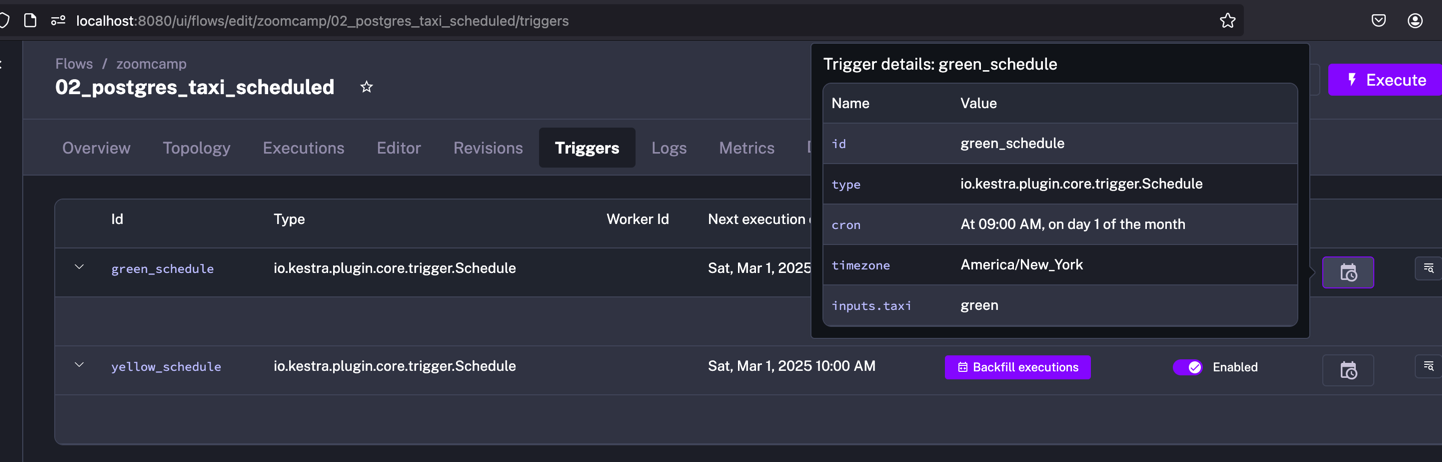 localhost:8080/ui/flows/edit/zoomcamp/02_postgres_taxi_scheduled/triggers
Flows / zoomcamp
02_postgres_taxi_scheduled
Execute
Overview Topology Executions Editor Revisions Triggers Logs Metrics
Trigger details: green_schedule
Name Value
id green_schedule
type io.kestra.plugin.core.trigger.Schedule
cron At 09:00 AM, on day 1 of the month
timezone America/New_York
inputs.taxi green
Id Type Worker Id Next execution
green_schedule io.kestra.plugin.core.trigger.Schedule Sat, Mar 1, 2025
yellow_schedule io.kestra.plugin.core.trigger.Schedule Sat, Mar 1, 2025 10:00 AM Backfill executions Enabled